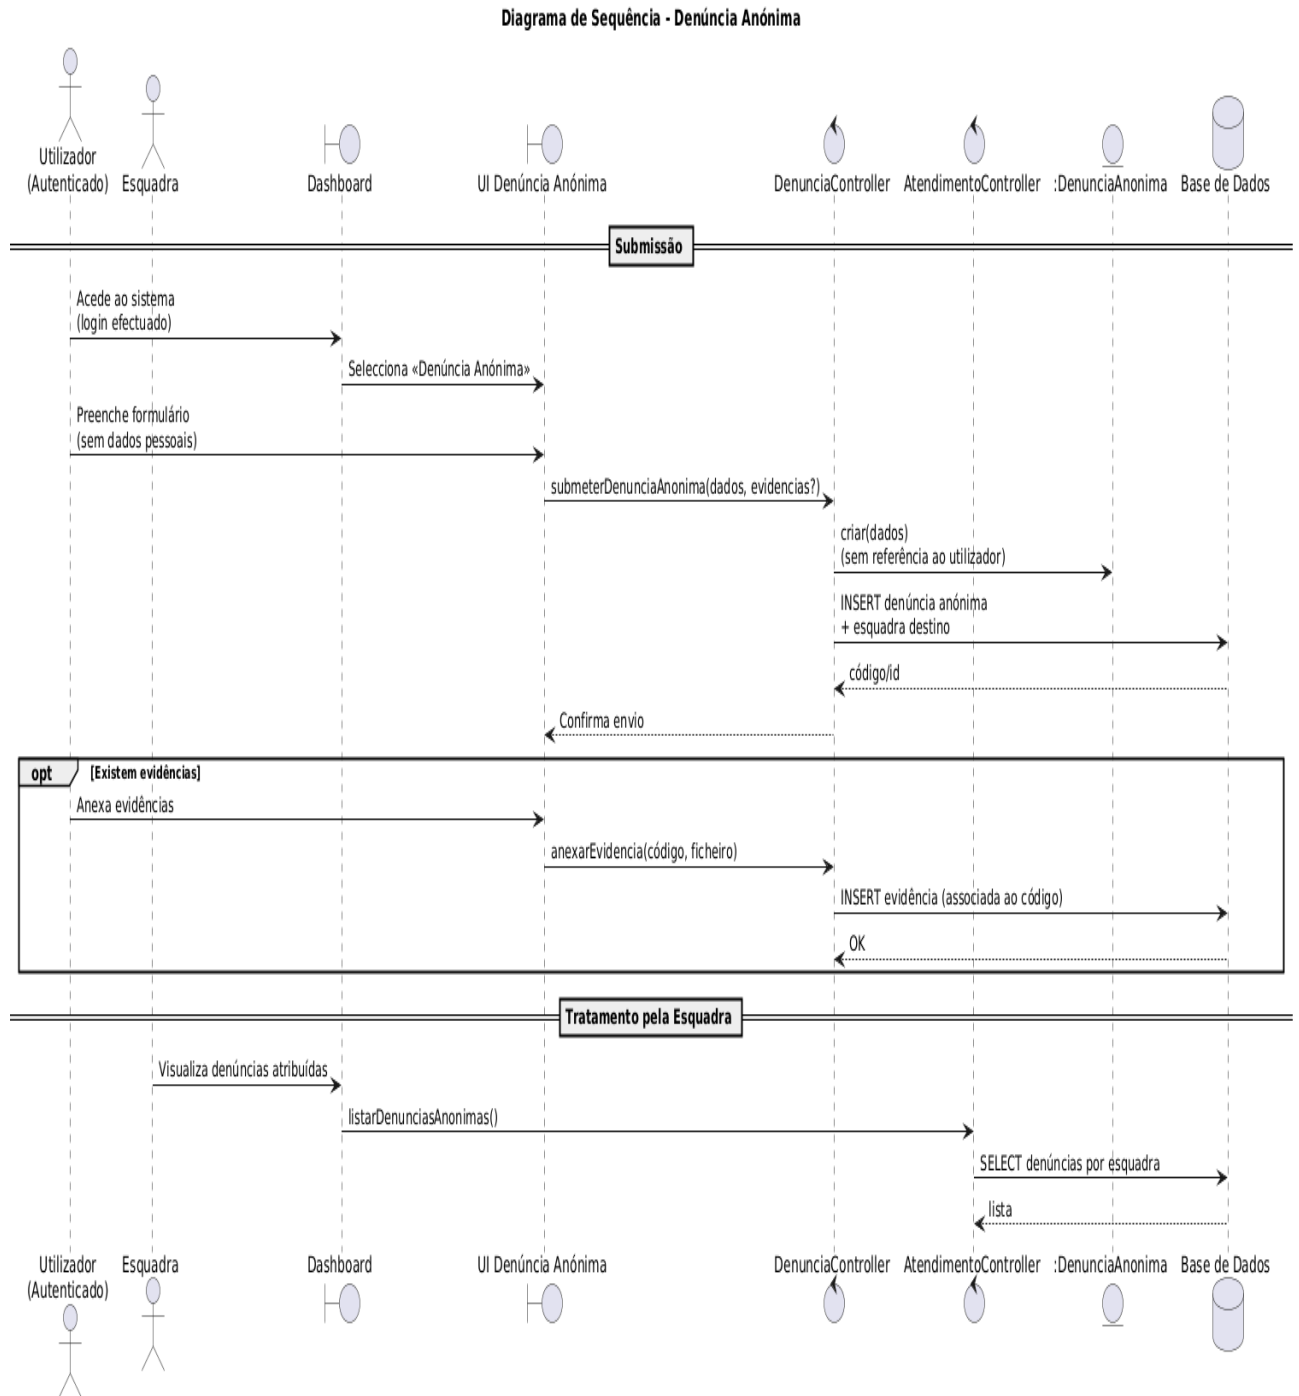 Diagrama de Sequência - Denúncia Anónima
Utilizador
(Autenticado)
Esquadra
Dashboard
UI Denúncia Anónima
DenunciaController
AtendimentoController
:DenunciaAnonima
Base de Dados
Submissão
Acede ao sistema
(login efectuado)
Selecciona «Denúncia Anónima»
Preenche formulário
(sem dados pessoais)
submeterDenunciaAnonima(dados, evidencias?)
criar(dados)
(sem referência ao utilizador)
INSERT denúncia anónima
+ esquadra destino
código/id
Confirma envio
opt
[Existem evidências]
Anexa evidências
anexarEvidencia(código, ficheiro)
INSERT evidência (associada ao código)
OK
Tratamento pela Esquadra
Visualiza denúncias atribuídas
listarDenunciasAnonimas()
SELECT denúncias por esquadra
lista
Utilizador
(Autenticado)
Esquadra
Dashboard
UI Denúncia Anónima
DenunciaController
AtendimentoController
:DenunciaAnonima
Base de Dados